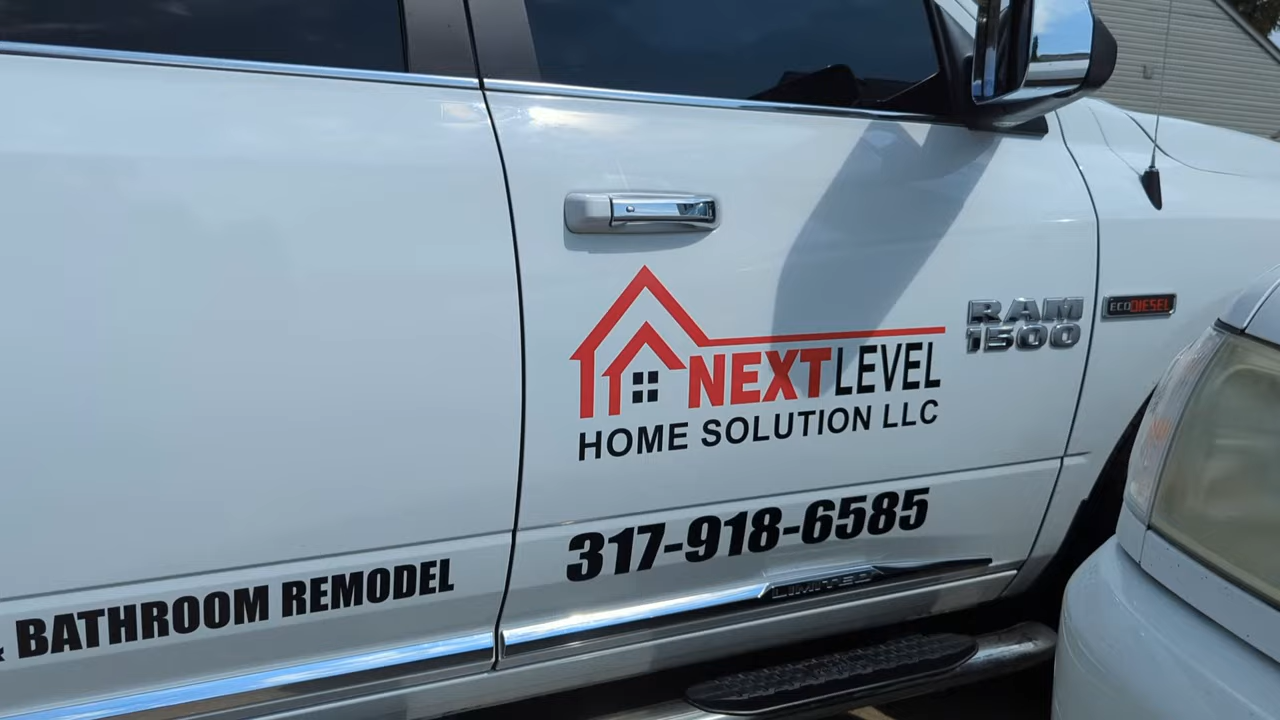 RAM
1500
ECODIESEL
NEXTLEVEL
HOME SOLUTION LLC
317-918-6585
LIMITED
& BATHROOM REMODEL